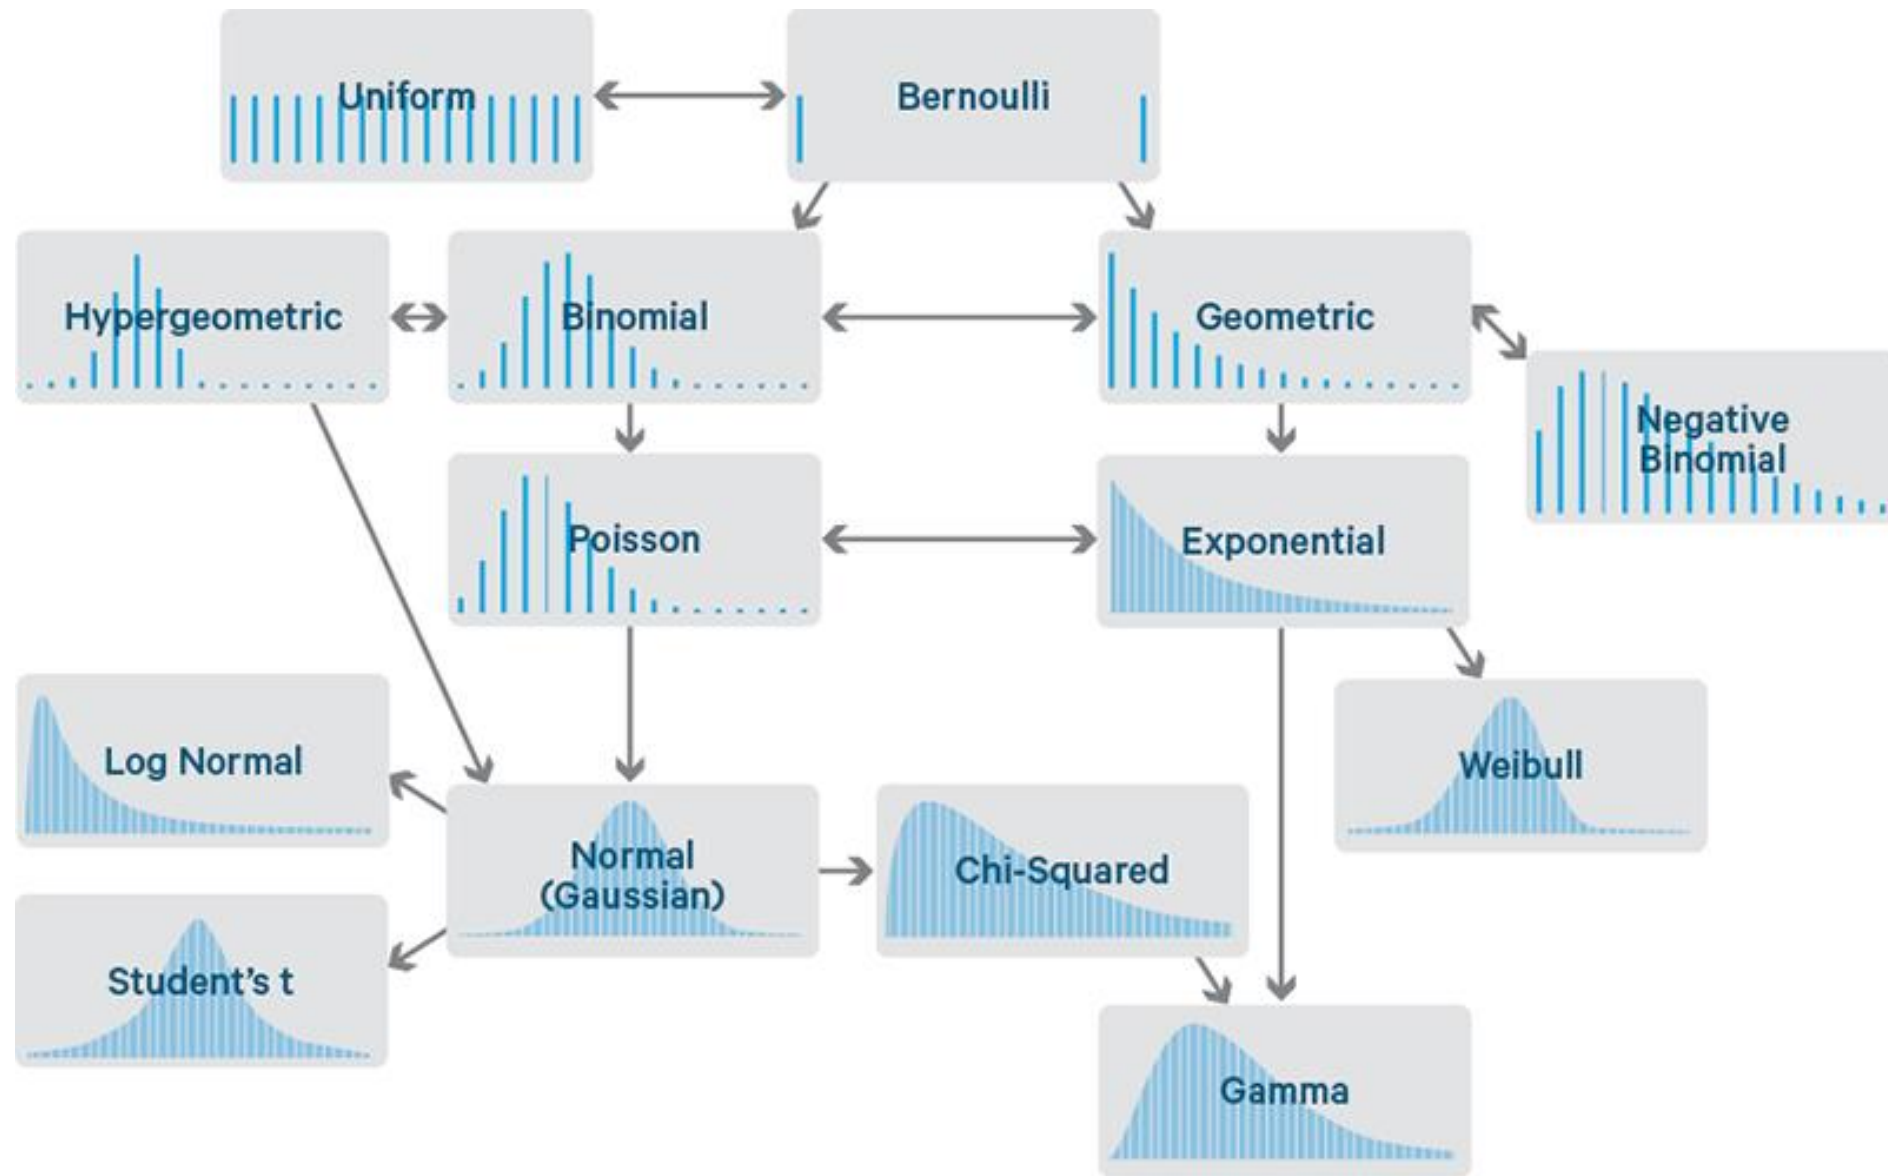 Uniform
Bernoulli
Hypergeometric
Binomial
Geometric
Negative
Binomial
Poisson
Exponential
Log Normal
Weibull
Normal
(Gaussian)
Chi-Squared
Student’s t
Gamma